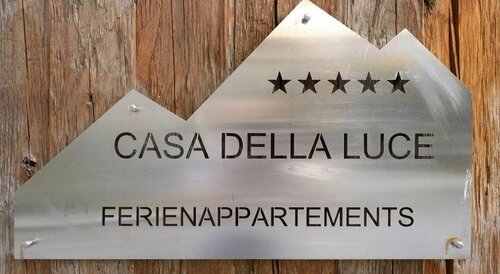 ★★★★★
CASA DELLA LUCE
FERIENAPPARTEMENTS